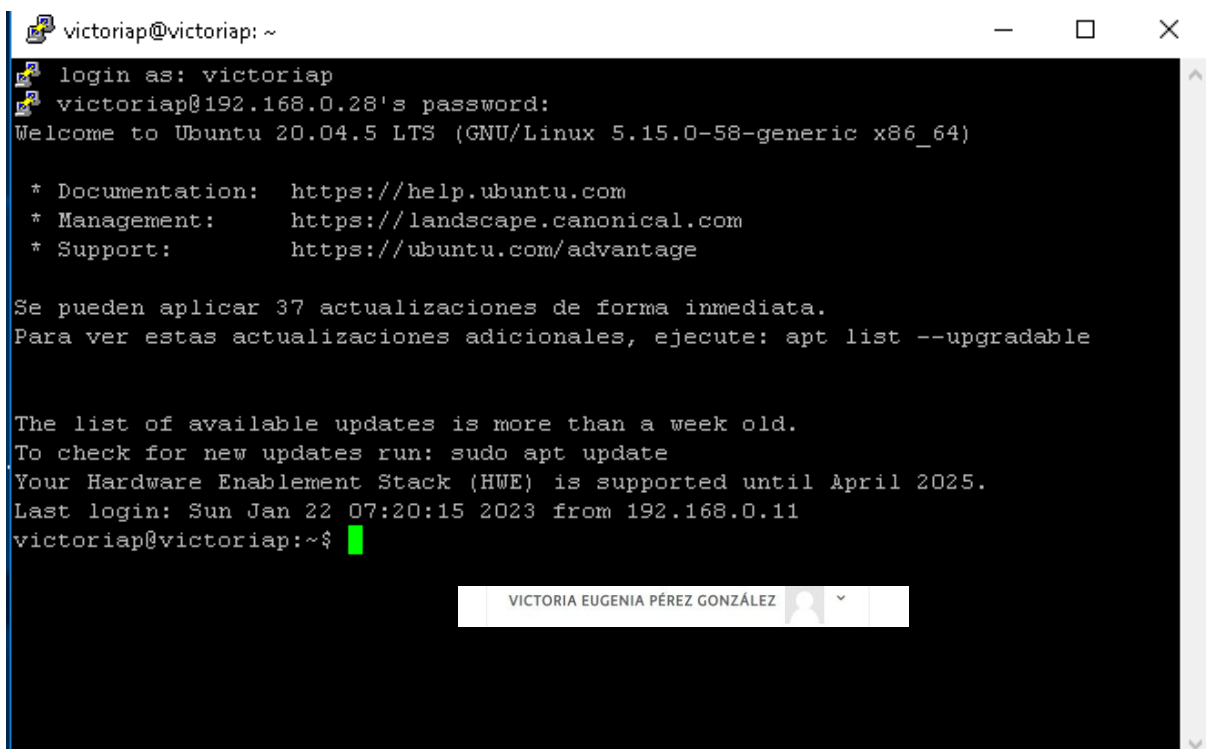 victoriap@victoriap: ~
login as: victoriap
victoriap@192.168.0.28's password:
Welcome to Ubuntu 20.04.5 LTS (GNU/Linux 5.15.0-58-generic x86_64)
* Documentation:  https://help.ubuntu.com
* Management:     https://landscape.canonical.com
* Support:        https://ubuntu.com/advantage
Se pueden aplicar 37 actualizaciones de forma inmediata.
Para ver estas actualizaciones adicionales, ejecute: apt list --upgradable
The list of available updates is more than a week old.
To check for new updates run: sudo apt update
Your Hardware Enablement Stack (HWE) is supported until April 2025.
Last login: Sun Jan 22 07:20:15 2023 from 192.168.0.11
victoriap@victoriap:~$
VICTORIA EUGENIA PÉREZ GONZÁLEZ